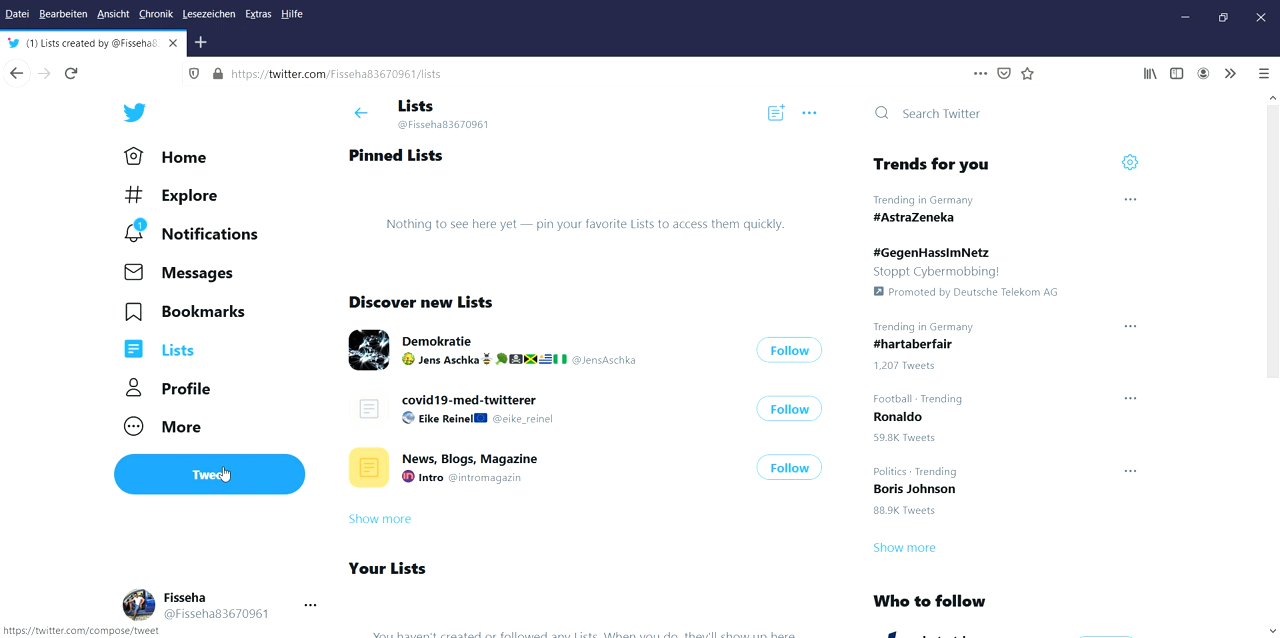 Datei Bearbeiten Ansicht Chronik Lesezeichen Extras Hilfe
(1) Lists created by @Fisseha8
https://twitter.com/Fisseha83670961/lists
Lists
@Fisseha83670961
Search Twitter
Home
Explore
1
Notifications
Messages
Bookmarks
Lists
Profile
More
Tweet
Fisseha
@Fisseha83670961
https://twitter.com/compose/tweet
Pinned Lists
Nothing to see here yet — pin your favorite Lists to access them quickly.
Discover new Lists
Demokratie
Jens Aschka @JensAschka
Follow
covid19-med-twitterer
Eike Reinel @eike_reinel
Follow
News, Blogs, Magazine
Intro @intromagazin
Follow
Show more
Your Lists
You haven't created or followed any Lists. When you do, they'll show up here.
Trends for you
Trending in Germany
#AstraZeneka
#GegenHassImNetz
Stoppt Cybermobbing!
Promoted by Deutsche Telekom AG
Trending in Germany
#hartaberfair
1,207 Tweets
Football · Trending
Ronaldo
59.8K Tweets
Politics · Trending
Boris Johnson
88.9K Tweets
Show more
Who to follow